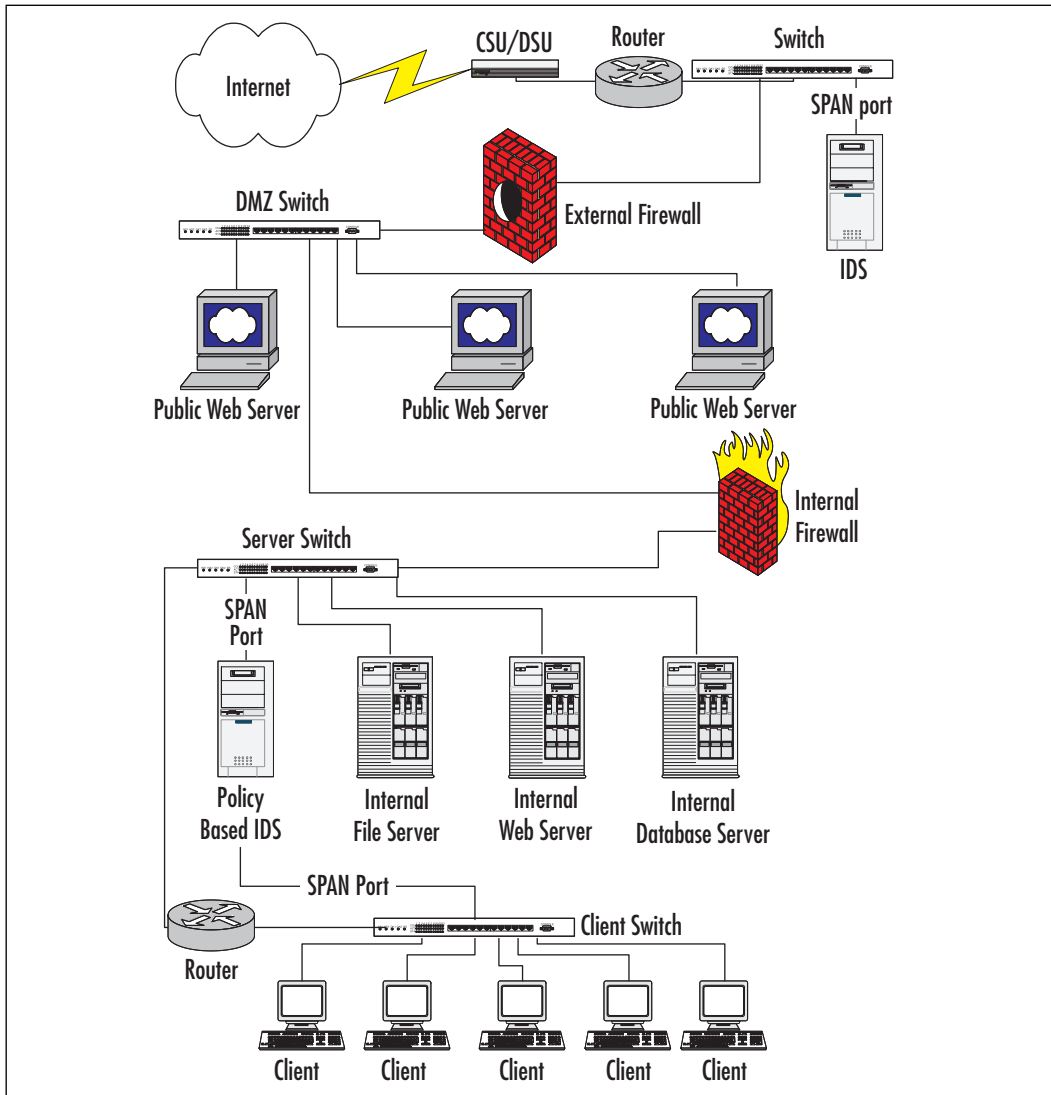 CSU/DSU
Router
Switch
Internet
SPAN port
DMZ Switch
External Firewall
IDS
Public Web Server
Public Web Server
Public Web Server
Internal
Firewall
Server Switch
SPAN
Port
Policy
Based IDS
Internal
File Server
Internal
Web Server
Internal
Database Server
SPAN Port
Client Switch
Router
Client
Client
Client
Client
Client